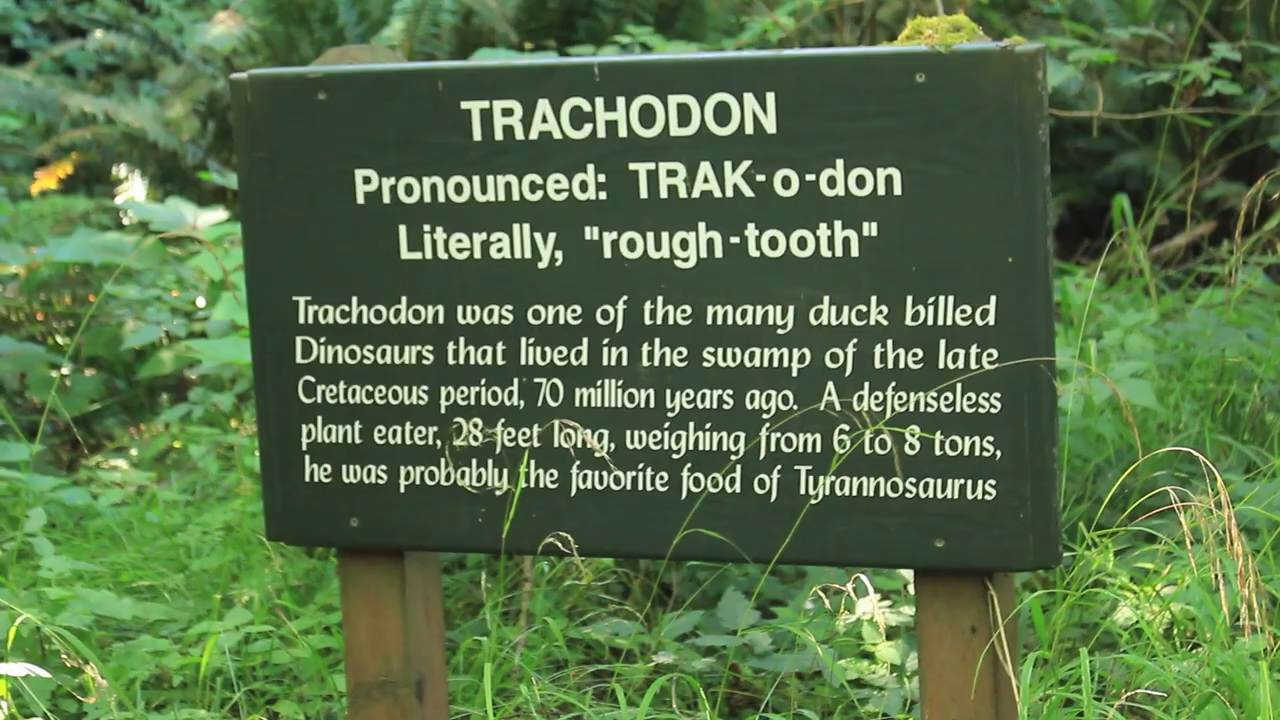 TRACHODON
Pronounced: TRAK-o-don
Literally, "rough-tooth"
Trachodon was one of the many duck billed
Dinosaurs that lived in the swamp of the late
Cretaceous period, 70 million years ago. A defenseless
plant eater, 28 feet long, weighing from 6 to 8 tons,
he was probably the favorite food of Tyrannosaurus